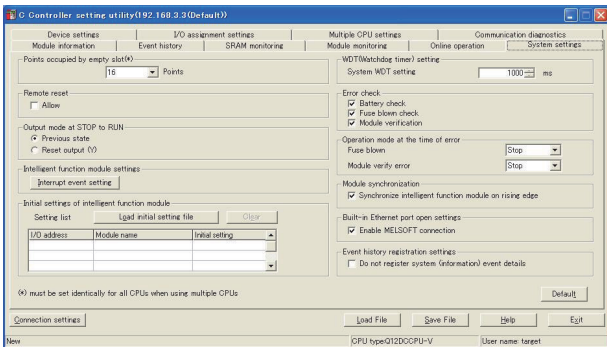 C Controller setting utility(192.168.3.3(Default))
Device settings
I/O assignment settings
Multiple CPU settings
Communication diagnostics
Module information
Event history
SRAM monitoring
Module monitoring
Online operation
System settings
Points occupied by empty slot(*)
16 Points
Remote reset
Allow
Output mode at STOP to RUN
Previous state
Reset output (Y)
Intelligent function module settings
Interrupt event setting
Initial settings of intelligent function module
Setting list
Load initial setting file
Clear
I/O address
Module name
Initial setting
(*) must be set identically for all CPUs when using multiple CPUs
WDT(Watchdog timer) setting
System WDT setting
1000 ms
Error check
Battery check
Fuse blown check
Module verification
Operation mode at the time of error
Fuse blown
Stop
Module verify error
Stop
Module synchronization
Synchronize intelligent function module on rising edge
Built-in Ethernet port open settings
Enable MELSOFT connection
Event history registration settings
Do not register system (information) event details
Default
Connection settings
Load File
Save File
Help
Exit
New
CPU type:Q12DCCPU-V
User name: target